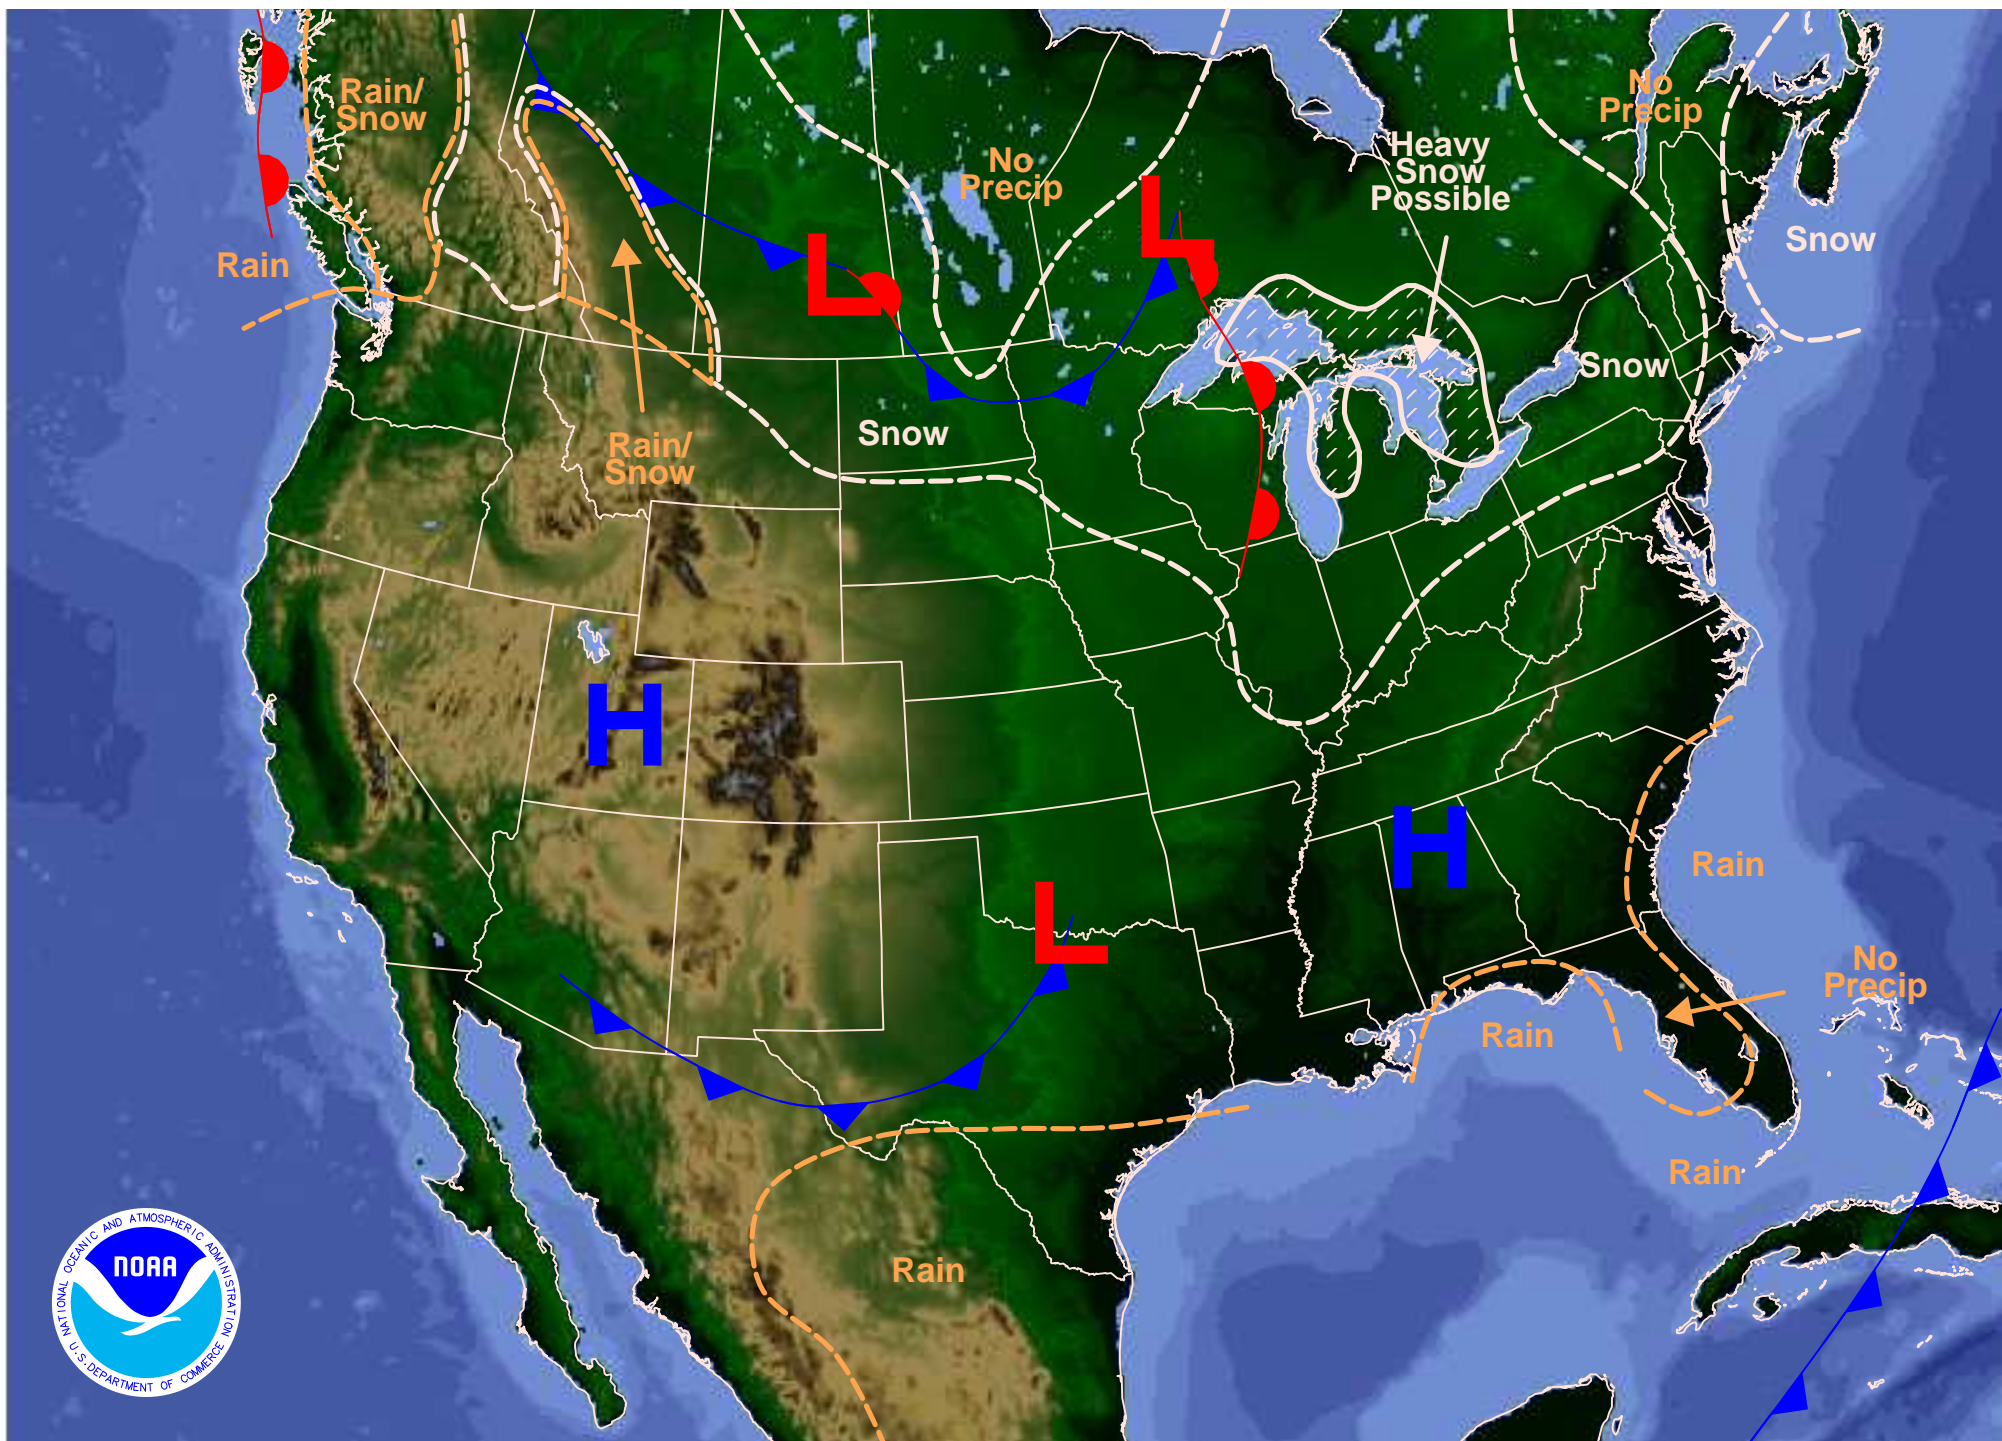 Rain/
Snow
No
Precip
No
Precip
Heavy
Snow
Possible
L
L
Rain
Snow
Snow
Snow
Rain/
Snow
H
H
L
Rain
No
Precip
Rain
Rain
Rain
NATIONAL OCEANIC AND ATMOSPHERIC ADMINISTRATION
NOAA
U.S. DEPARTMENT OF COMMERCE